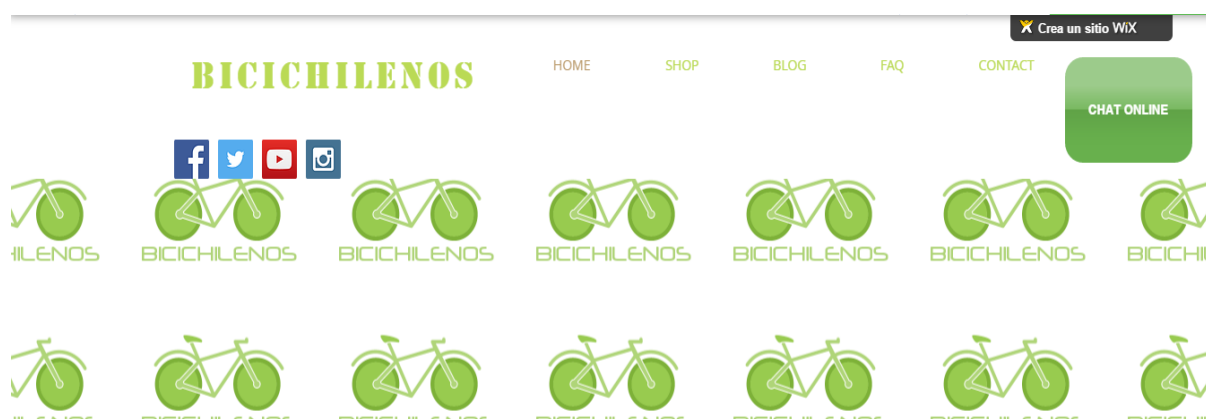 Crea un sitio WiX
BICICHILENOS
HOME SHOP BLOG FAQ CONTACT
CHAT ONLINE
HILENOS BICICHILENOS BICICHILENOS BICICHILENOS BICICHILENOS BICICHILENOS BICICHI